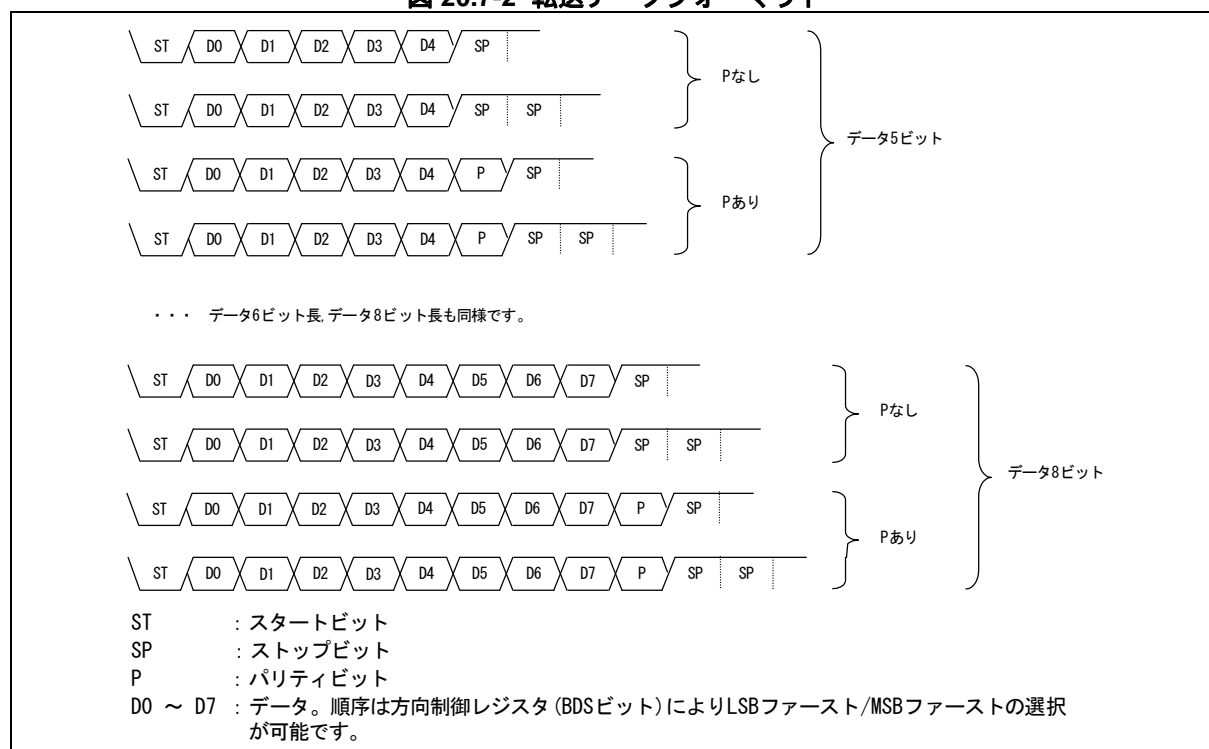 ST D0 D1 D2 D3 D4 SP
Pなし
ST D0 D1 D2 D3 D4 SP SP
データ5ビット
ST D0 D1 D2 D3 D4 P SP
Pあり
ST D0 D1 D2 D3 D4 P SP SP
・・・ データ6ビット長,データ8ビット長も同様です。
ST D0 D1 D2 D3 D4 D5 D6 D7 SP
Pなし
ST D0 D1 D2 D3 D4 D5 D6 D7 SP SP
データ8ビット
ST D0 D1 D2 D3 D4 D5 D6 D7 P SP
Pあり
ST D0 D1 D2 D3 D4 D5 D6 D7 P SP SP
ST : スタートビット
SP : ストップビット
P : パリティビット
D0 ~ D7 : データ。順序は方向制御レジスタ(BDSビット)によりLSBファースト/MSBファーストの選択
が可能です。